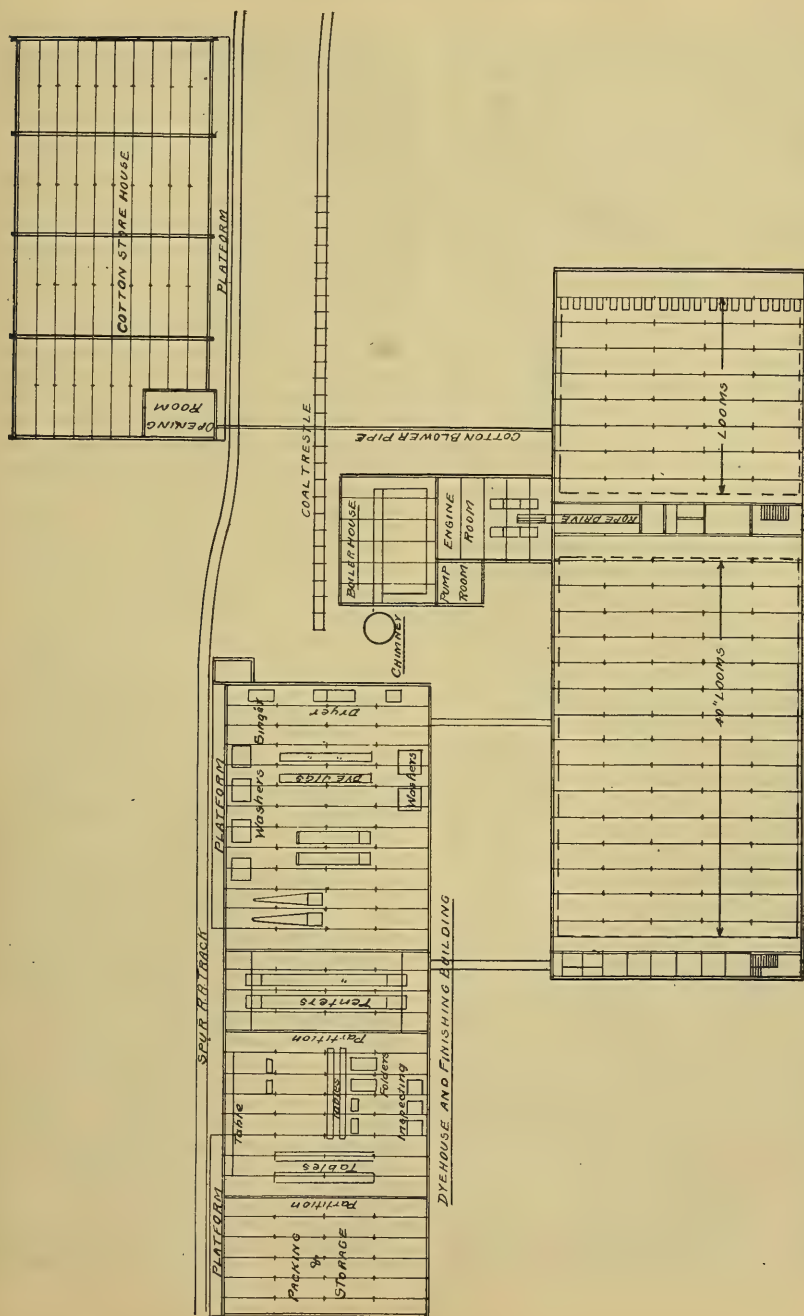 COTTON STORE HOUSE
PLATFORM
OPENING
ROOM
COTTON BLOWER PIPE
COAL TRESTLE
BOILER HOUSE
ENGINE
ROOM
PUMP
ROOM
ROPE DRIVE
CHIMNEY
LOOMS
40" LOOMS
SPUR R.R TRACK
PLATFORM
Singer
Dryer
Washers
DYE JIGS
"
"
Washers
Tenters
"
Partition
Table
Tables
Folders
Inspecting
Tables
PLATFORM
Partition
PACKING
&
STORAGE
DYEHOUSE AND FINISHING BUILDING